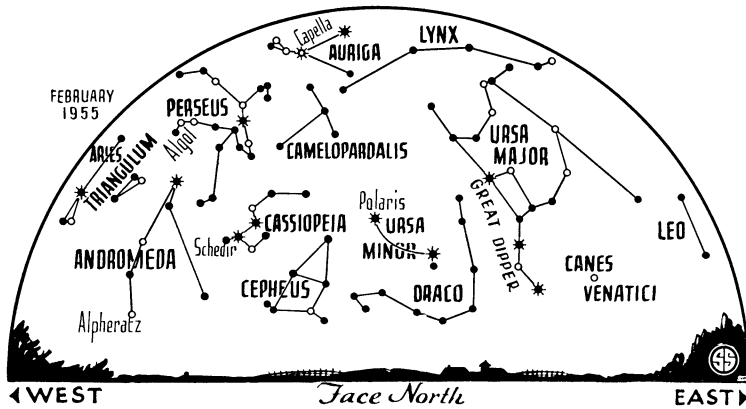 Capella
AURIGA
LYNX
FEBRUARY
1955
PERSEUS
Algol
ARIES
TRIANGULUM
CAMELOPARDALIS
URSA
MAJOR
GREAT DIPPER
Polaris
URSA
MINOR
CASSIOPEIA
Schedir
LEO
ANDROMEDA
CEPHEUS
DRACO
CANES
VENATICI
Alpheratz
SS
WEST
Face North
EAST